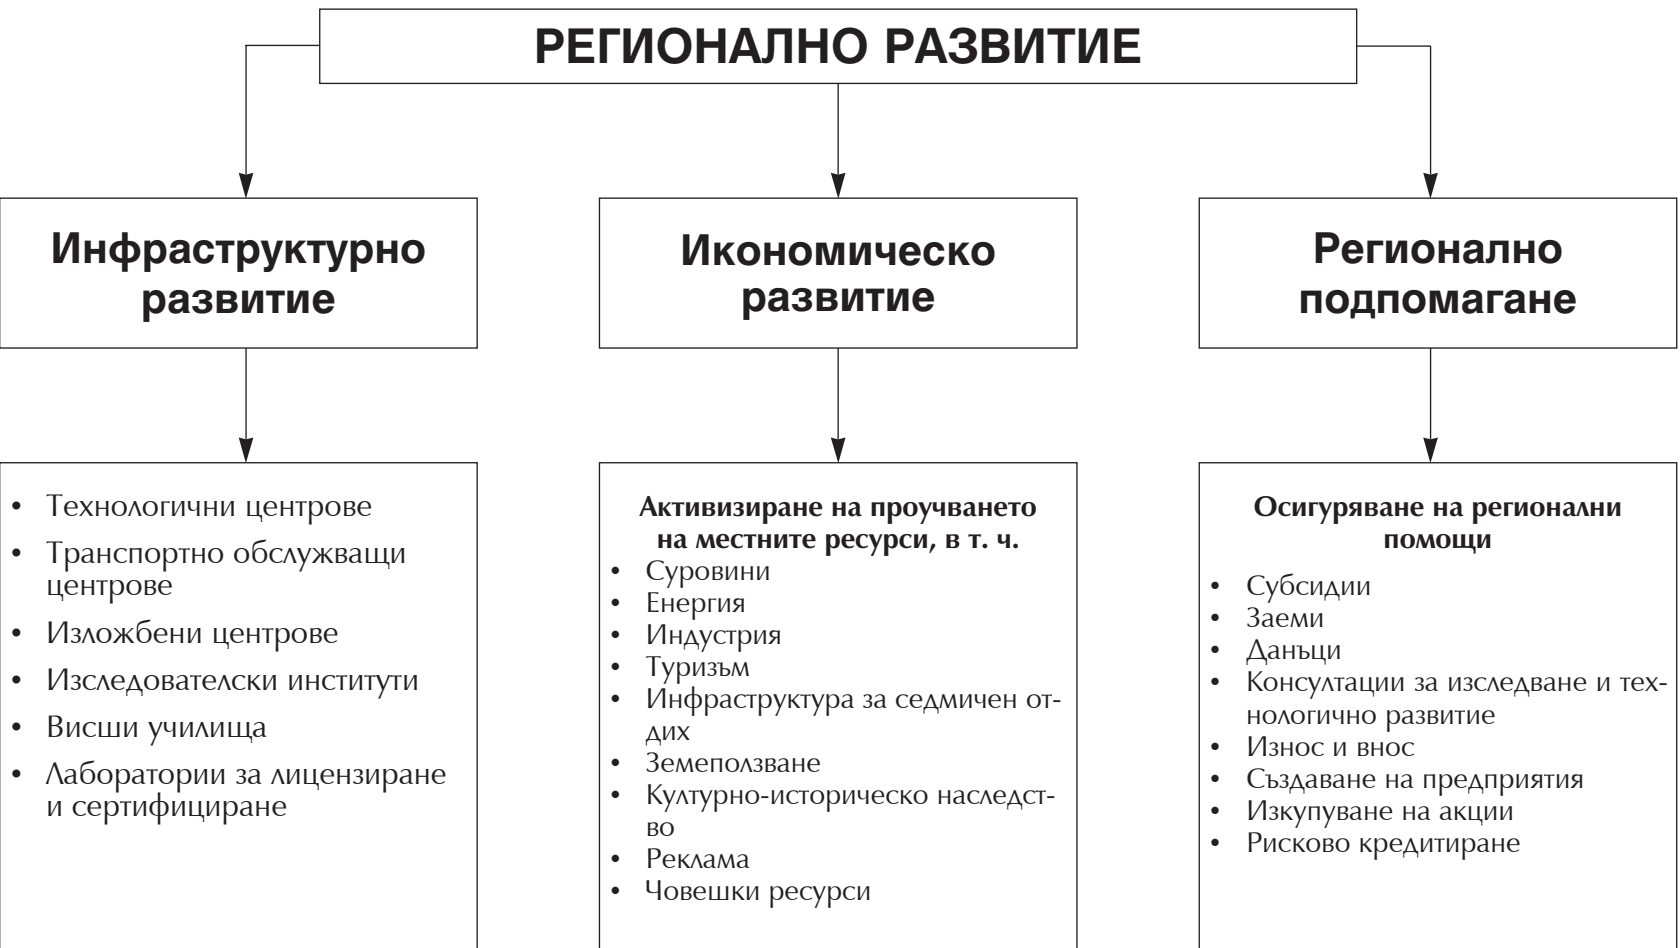 РЕГИОНАЛНО РАЗВИТИЕ
Инфраструктурно
развитие
• Технологични центрове
• Транспортно обслужващи
центрове
• Изложбени центрове
• Изследователски институти
• Висши училища
• Лаборатории за лицензиране
и сертифициране
Икономическо
развитие
Активизиране на проучването
на местните ресурси, в т. ч.
• Суровини
• Енергия
• Индустрия
• Туризъм
• Инфраструктура за седмичен от-
дих
• Земеползване
• Културно-историческо наследст-
во
• Реклама
• Човешки ресурси
Регионално
подпомагане
Осигуряване на регионални
помощи
• Субсидии
• Заеми
• Данъци
• Консултации за изследване и тех-
нологично развитие
• Износ и внос
• Създаване на предприятия
• Изкупуване на акции
• Рисково кредитиране